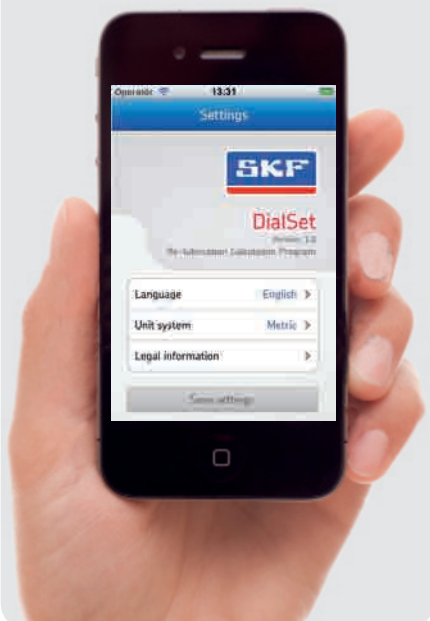 Operator 13:31
Settings
SKF
DialSet
Version 1.0
Re-lubrication Calculation Program
Language English
Unit system Metric
Legal information
Save settings